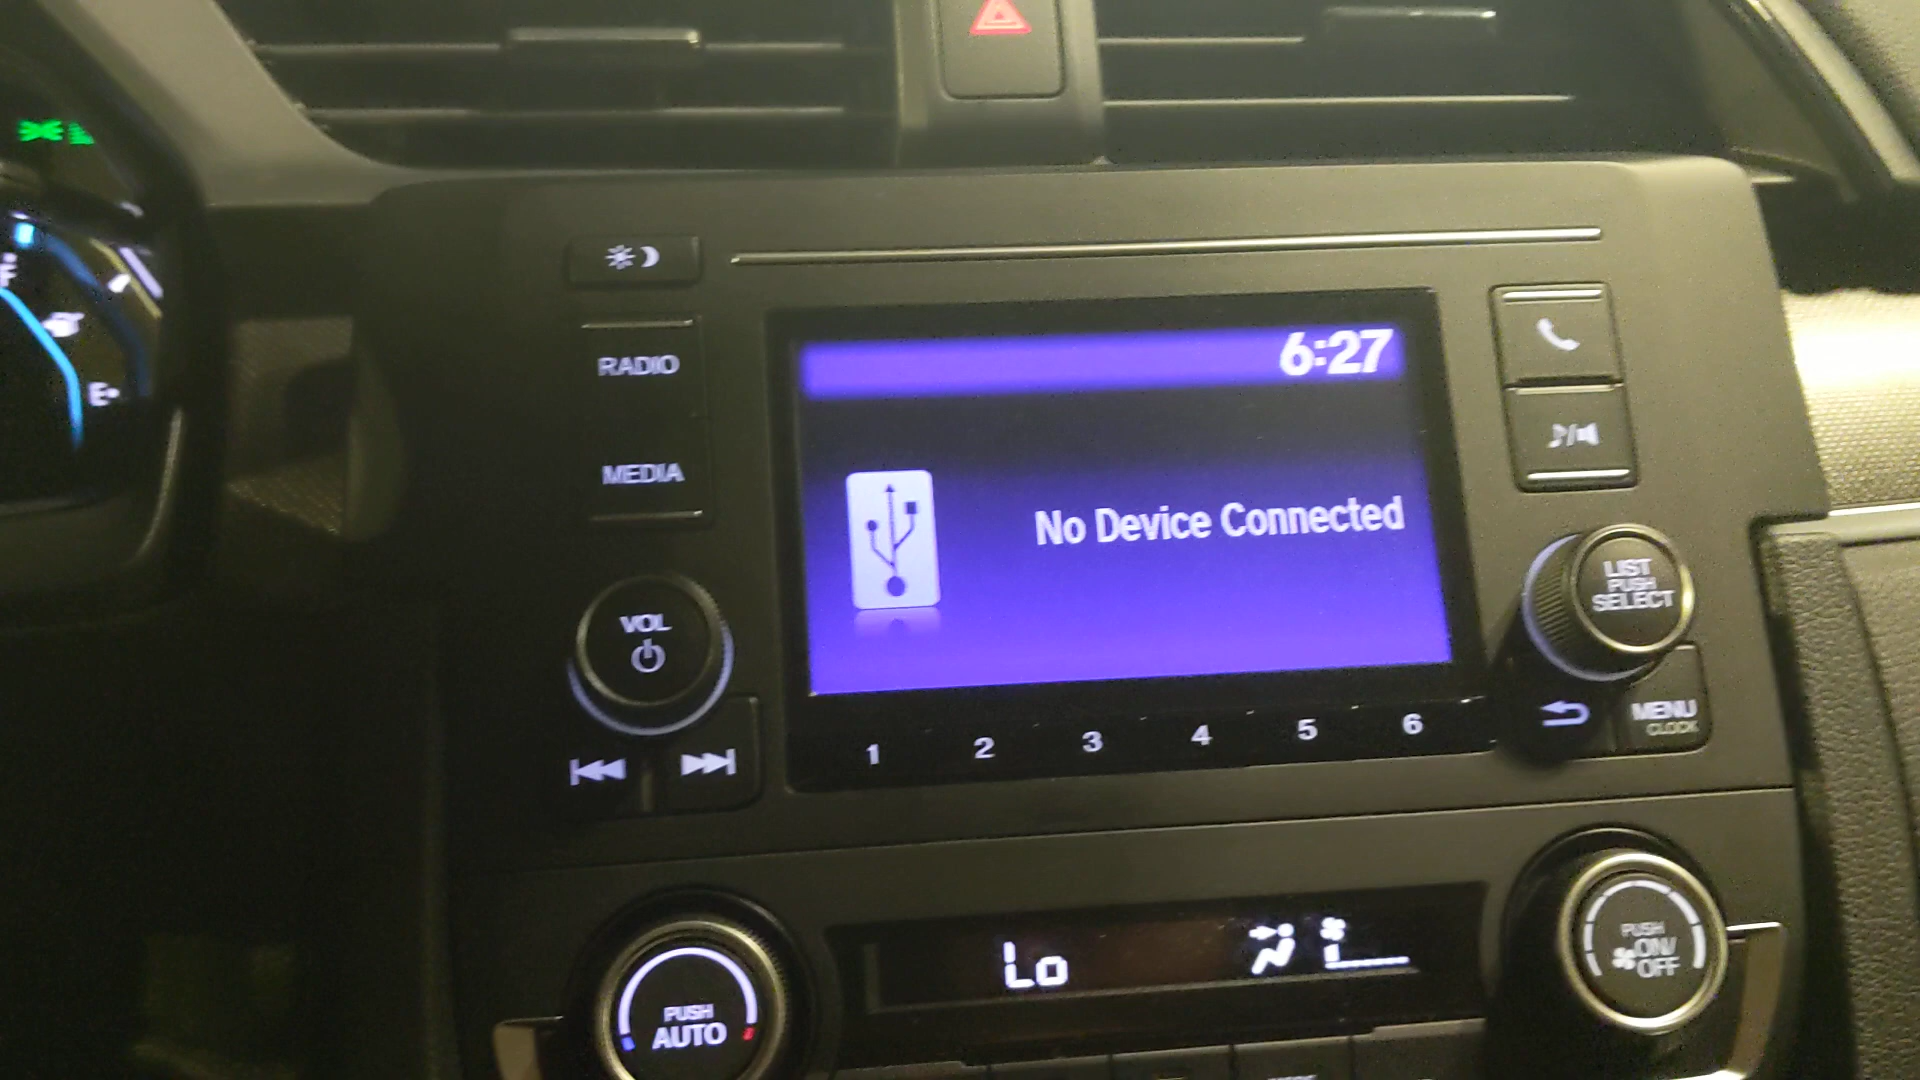 F
E
RADIO
MEDIA
VOL
6:27
No Device Connected
1 2 3 4 5 6
LIST
PUSH
SELECT
MENU
CLOCK
Lo
PUSH
AUTO
PUSH
ON/
OFF